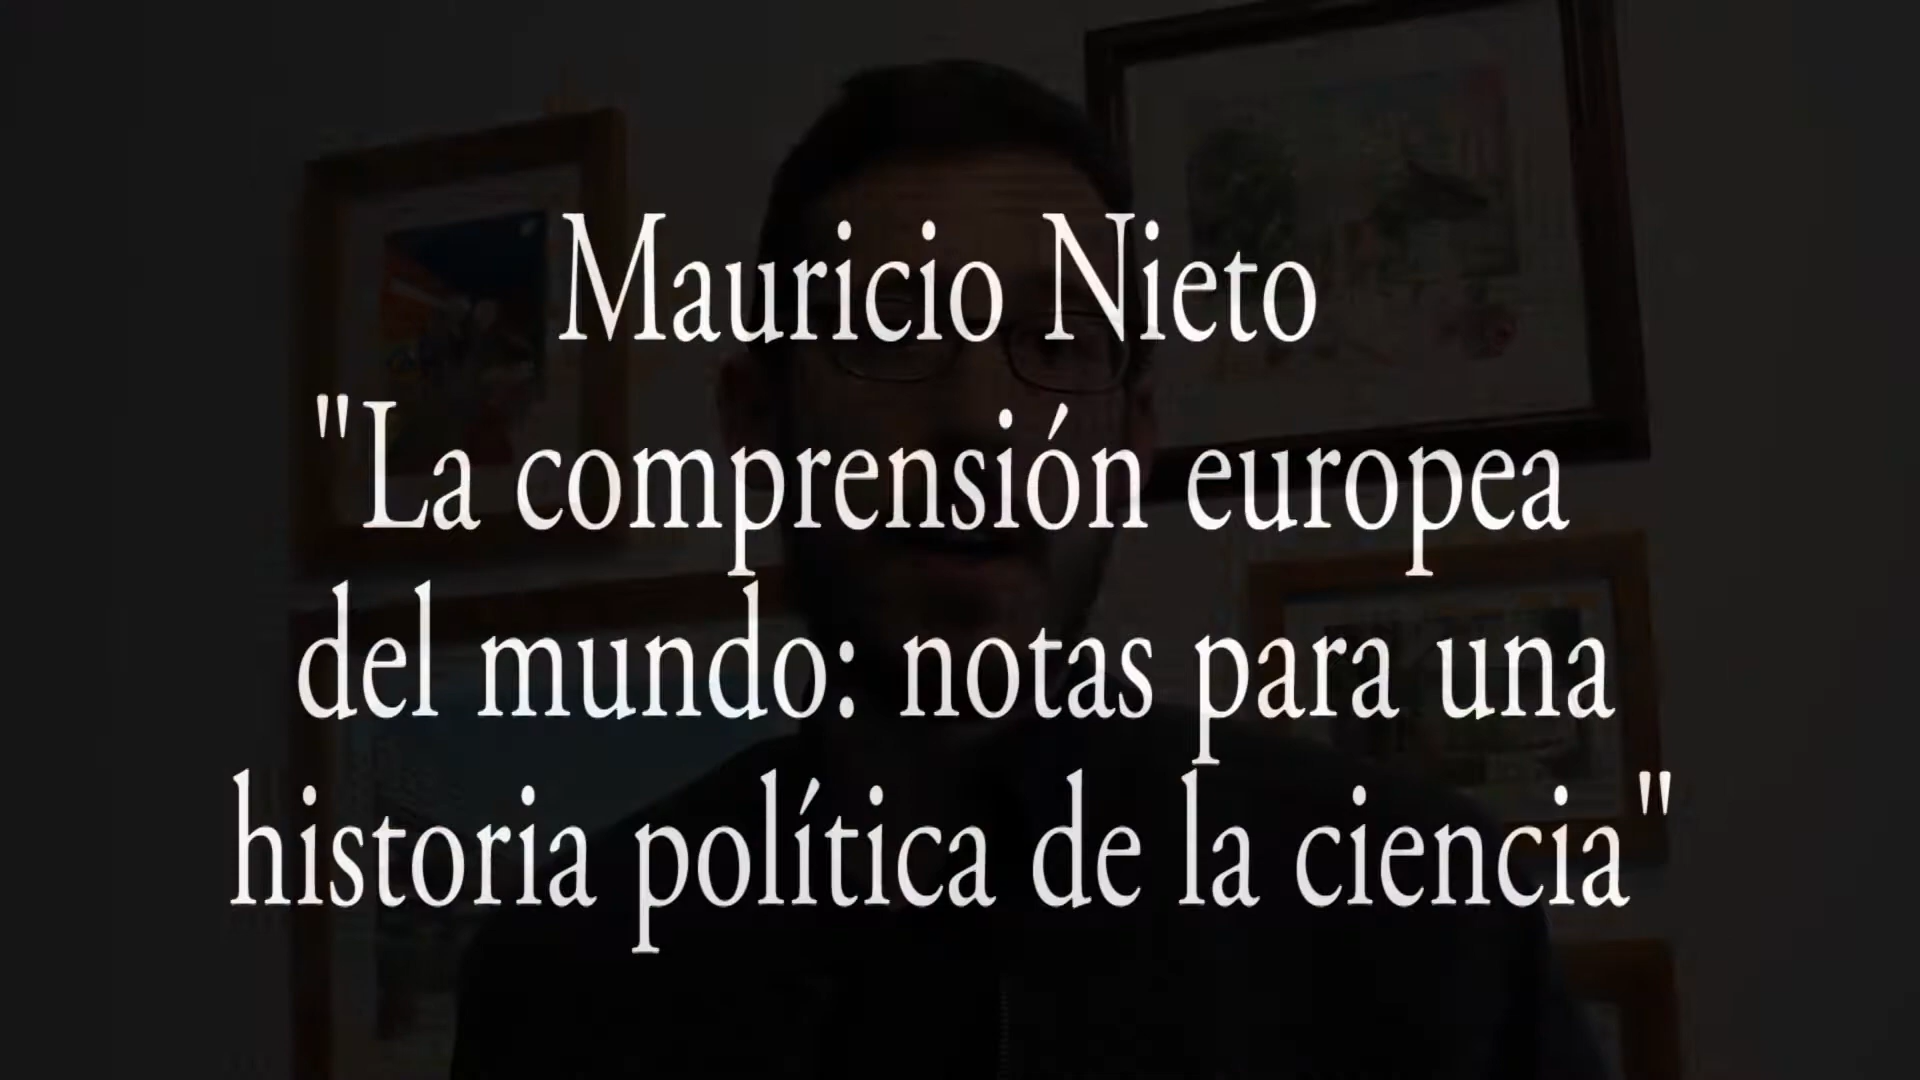 Mauricio Nieto
"La comprensión europea
del mundo: notas para una
historia política de la ciencia"